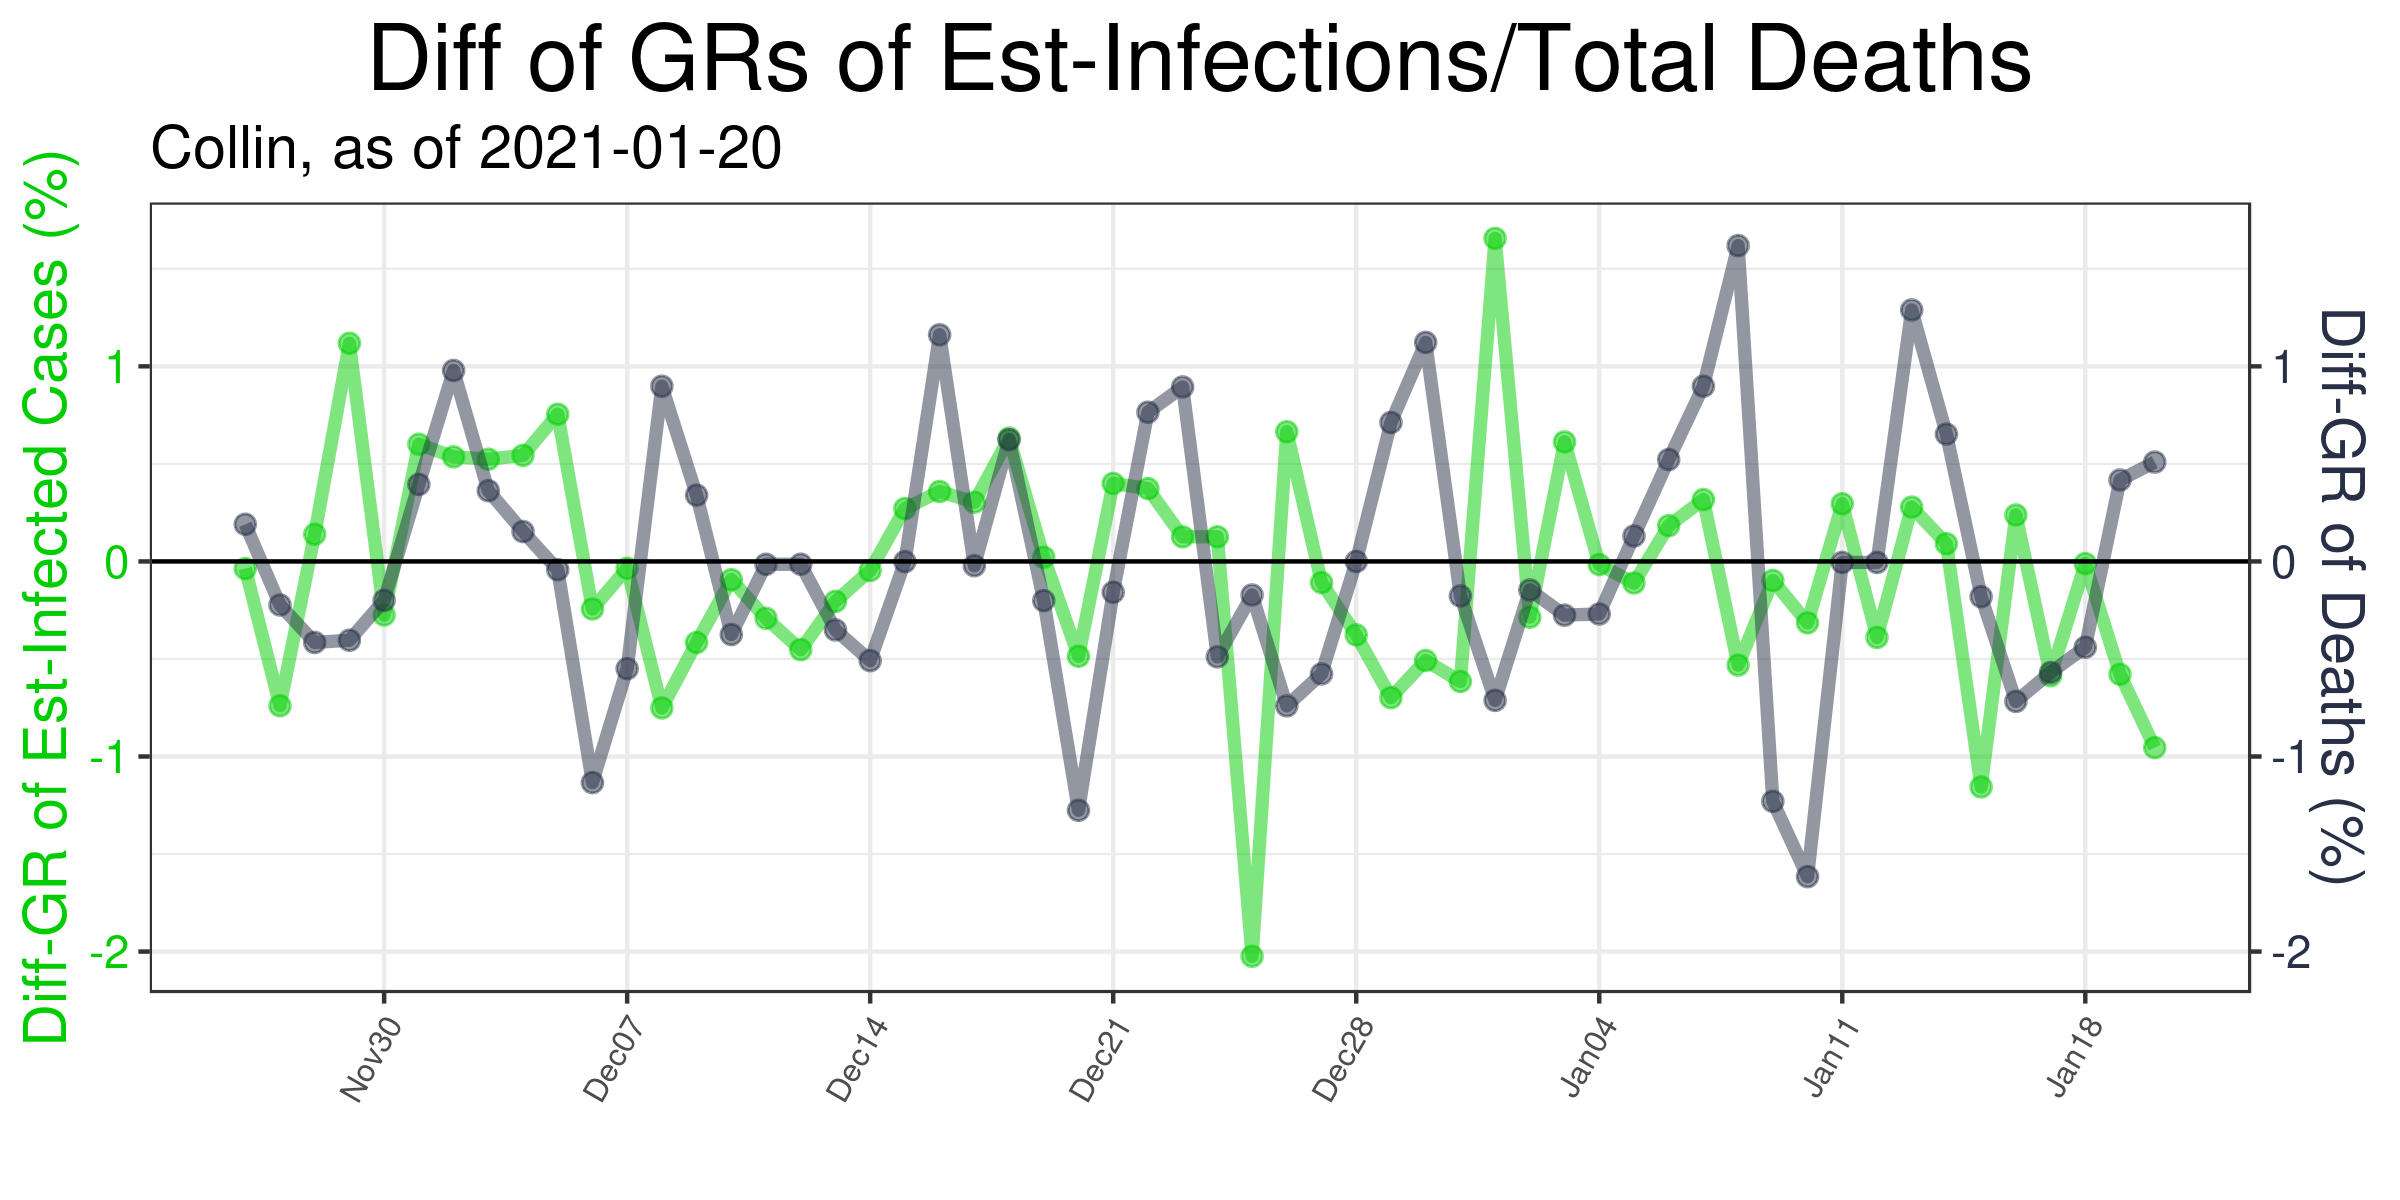 Diff of GRs of Est-Infections/Total Deaths
Collin, as of 2021-01-20
Diff-GR of Est-Infected Cases (%)
1
0
-1
-2
1
0
-1
-2
Diff-GR of Deaths (%)
Nov30
Dec07
Dec14
Dec21
Dec28
Jan04
Jan11
Jan18